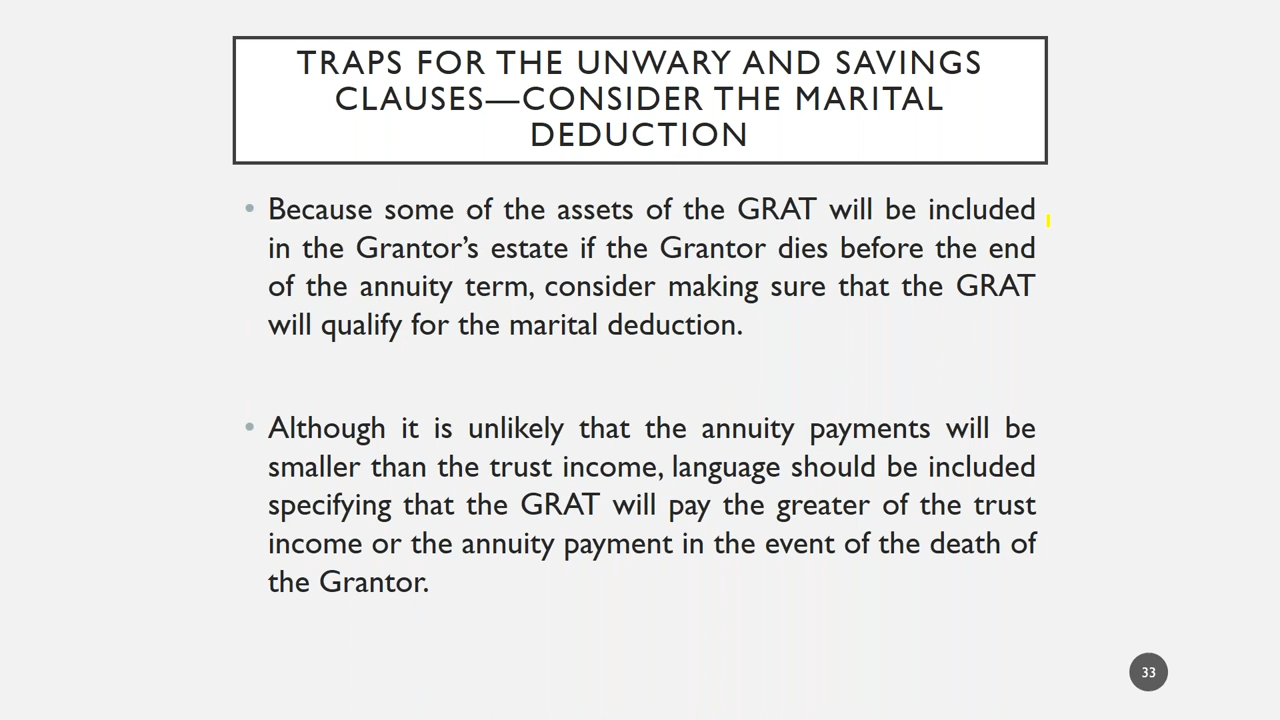 TRAPS FOR THE UNWARY AND SAVINGS
CLAUSES—CONSIDER THE MARITAL
DEDUCTION
• Because some of the assets of the GRAT will be included
in the Grantor’s estate if the Grantor dies before the end
of the annuity term, consider making sure that the GRAT
will qualify for the marital deduction.
• Although it is unlikely that the annuity payments will be
smaller than the trust income, language should be included
specifying that the GRAT will pay the greater of the trust
income or the annuity payment in the event of the death of
the Grantor.
33